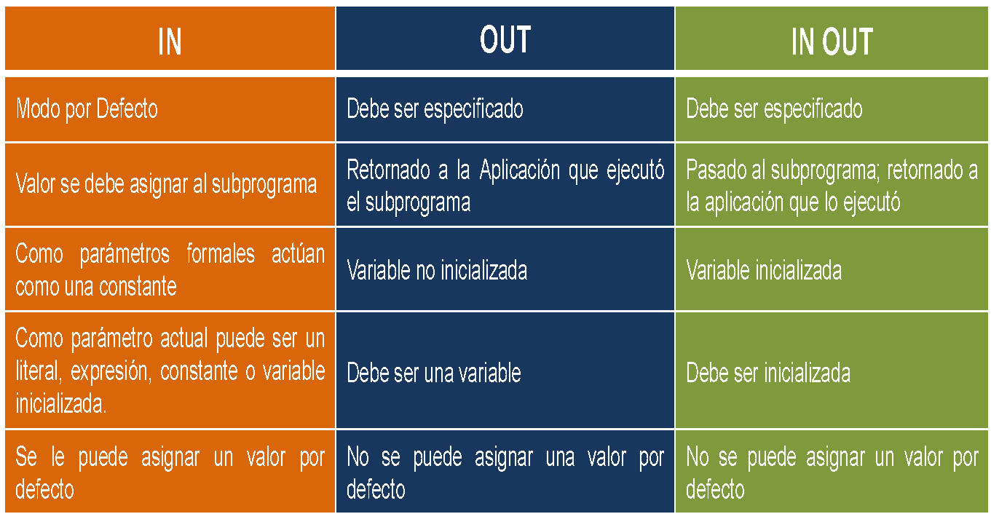 IN
OUT
IN OUT
Modo por Defecto
Debe ser especificado
Debe ser especificado
Valor se debe asignar al subprograma
Retornado a la Aplicación que ejecutó
el subprograma
Pasado al subprograma; retornado a
la aplicación que lo ejecutó
Como parámetros formales actúan
como una constante
Variable no inicializada
Variable inicializada
Como parámetro actual puede ser un
literal, expresión, constante o variable
inicializada.
Debe ser una variable
Debe ser inicializada
Se le puede asignar un valor por
defecto
No se puede asignar una valor por
defecto
No se puede asignar un valor por
defecto